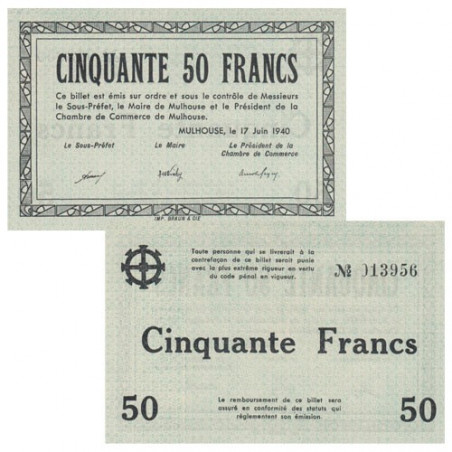 CINQUANTE 50 FRANCS
Ce billet est émis sur ordre et sous le contrôle de Messieurs
le Sous-Préfet, le Maire de Mulhouse et le Président de la
Chambre de Commerce de Mulhouse.
MULHOUSE, le 17 Juin 1940
Le Sous-Préfet Le Maire Le Président de la
Chambre de Commerce
IMP. BRAUN & CIE
Toute personne qui se livrerait à la
contrefaçon de ce billet serait punie
avec la plus extrême rigueur en vertu
du code pénal en vigueur.
№ 013956
Cinquante Francs
50
Le remboursement de ce billet sera
assuré en conformité des statuts qui
réglementent son émission.
50